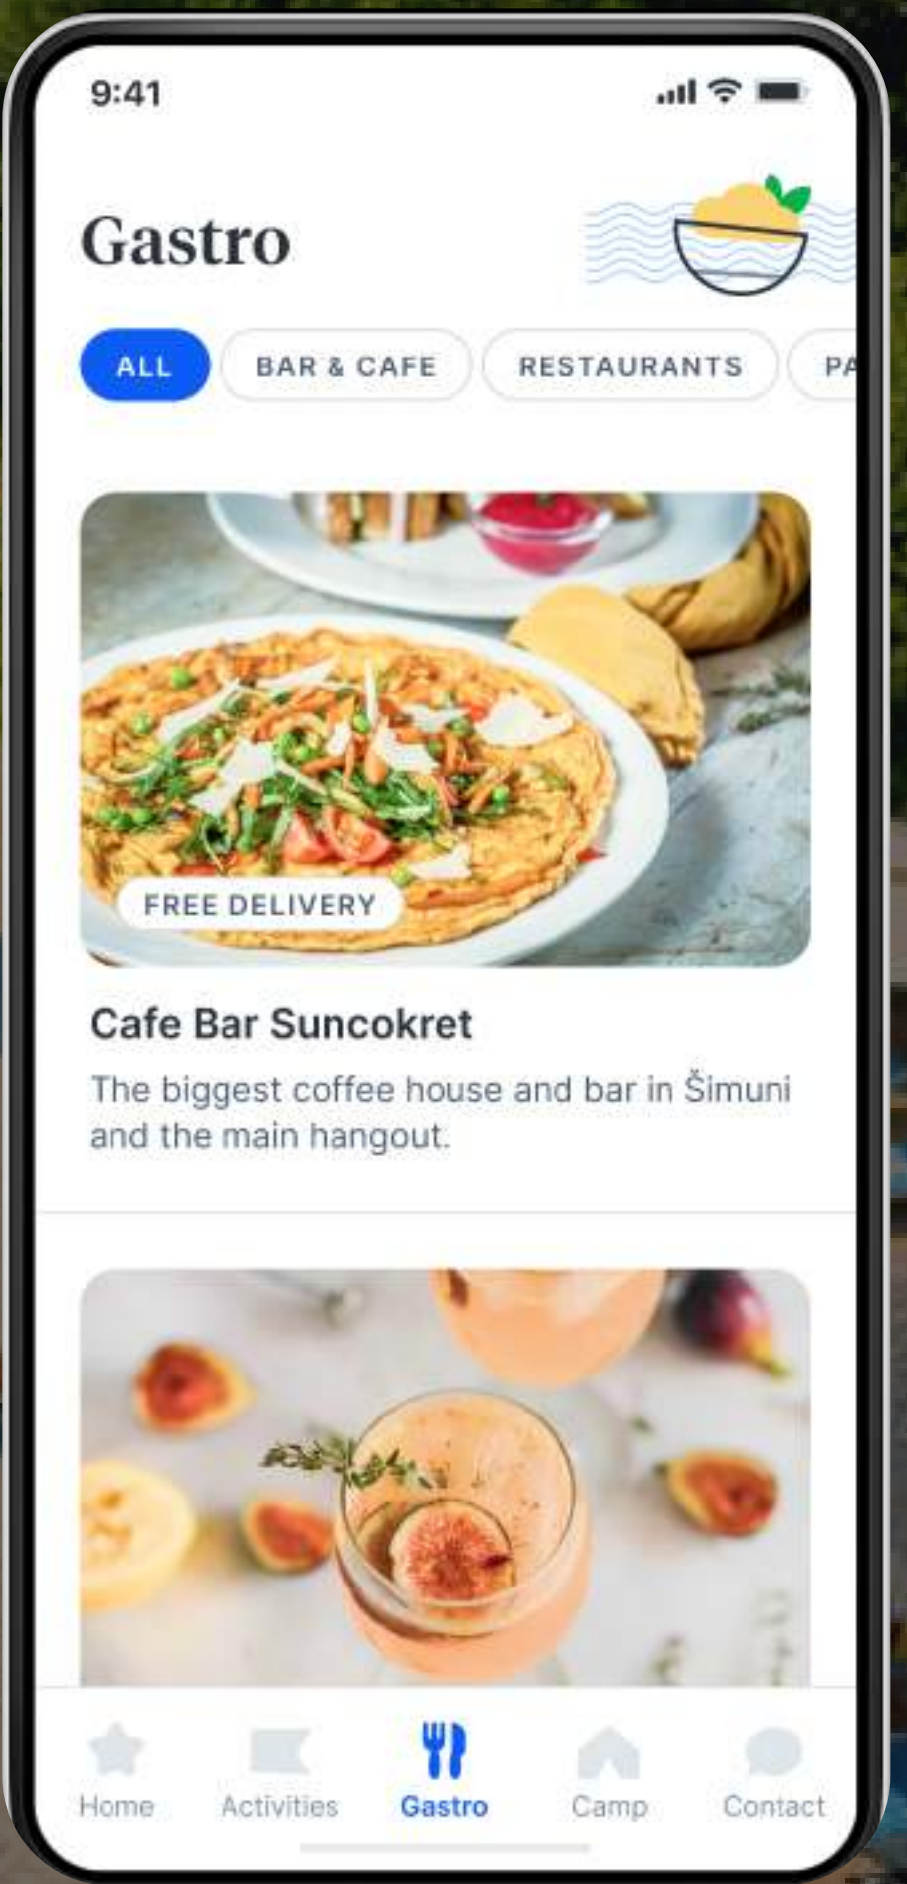 9:41
Gastro
ALL
BAR & CAFE
RESTAURANTS
FREE DELIVERY
Cafe Bar Suncokret
The biggest coffee house and bar in Šimuni
and the main hangout.
Home
Activities
Gastro
Camp
Contact